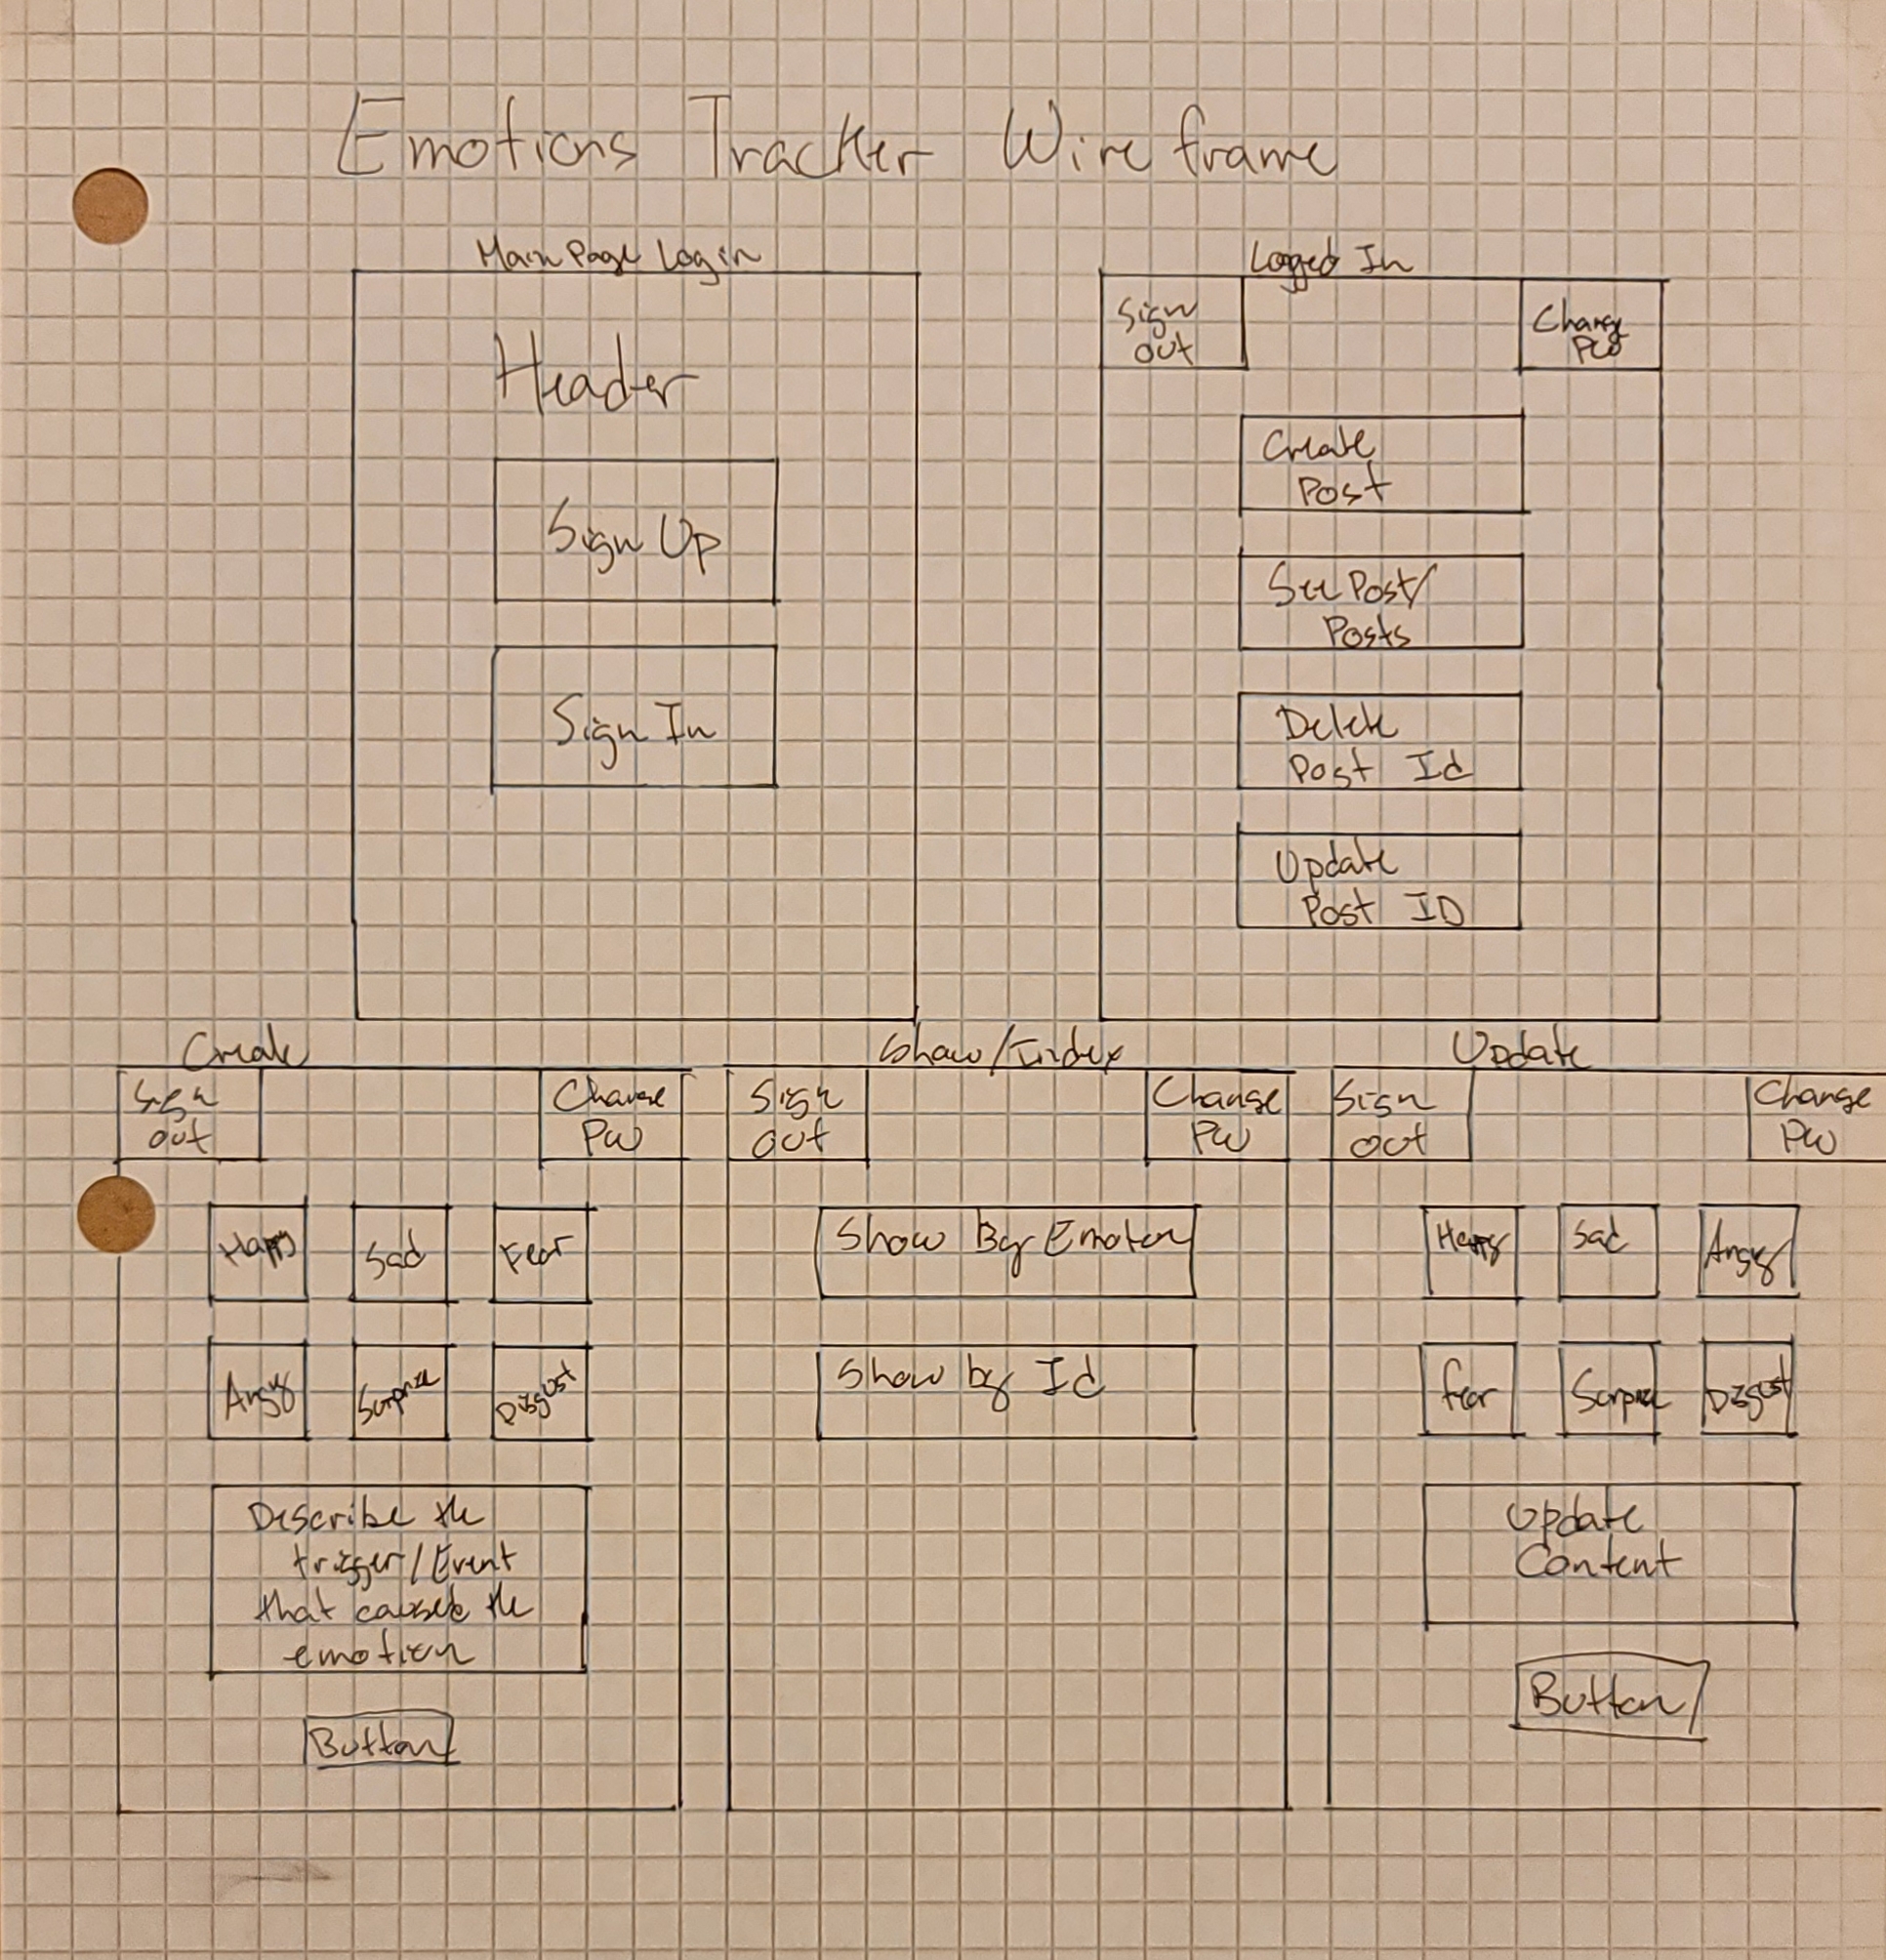 Emotions Tracker Wireframe
Main Page Login
Header
Sign Up
Sign In
Logged In
Sign
out
Change
PW
Create
Post
See Post/
Posts
Delete
Post Id
Update
Post ID
Create
Sign
out
Change
PW
Happy
Sad
Fear
Angry
Surprise
Disgust
Describe the
trigger/Event
that caused the
emotion
Button
Show/Index
Sign
out
Change
PW
Show By Emotion
Show by Id
Update
Sign
out
Change
PW
Happy
Sad
Angry
Fear
Surprise
Disgust
Update
Content
Button